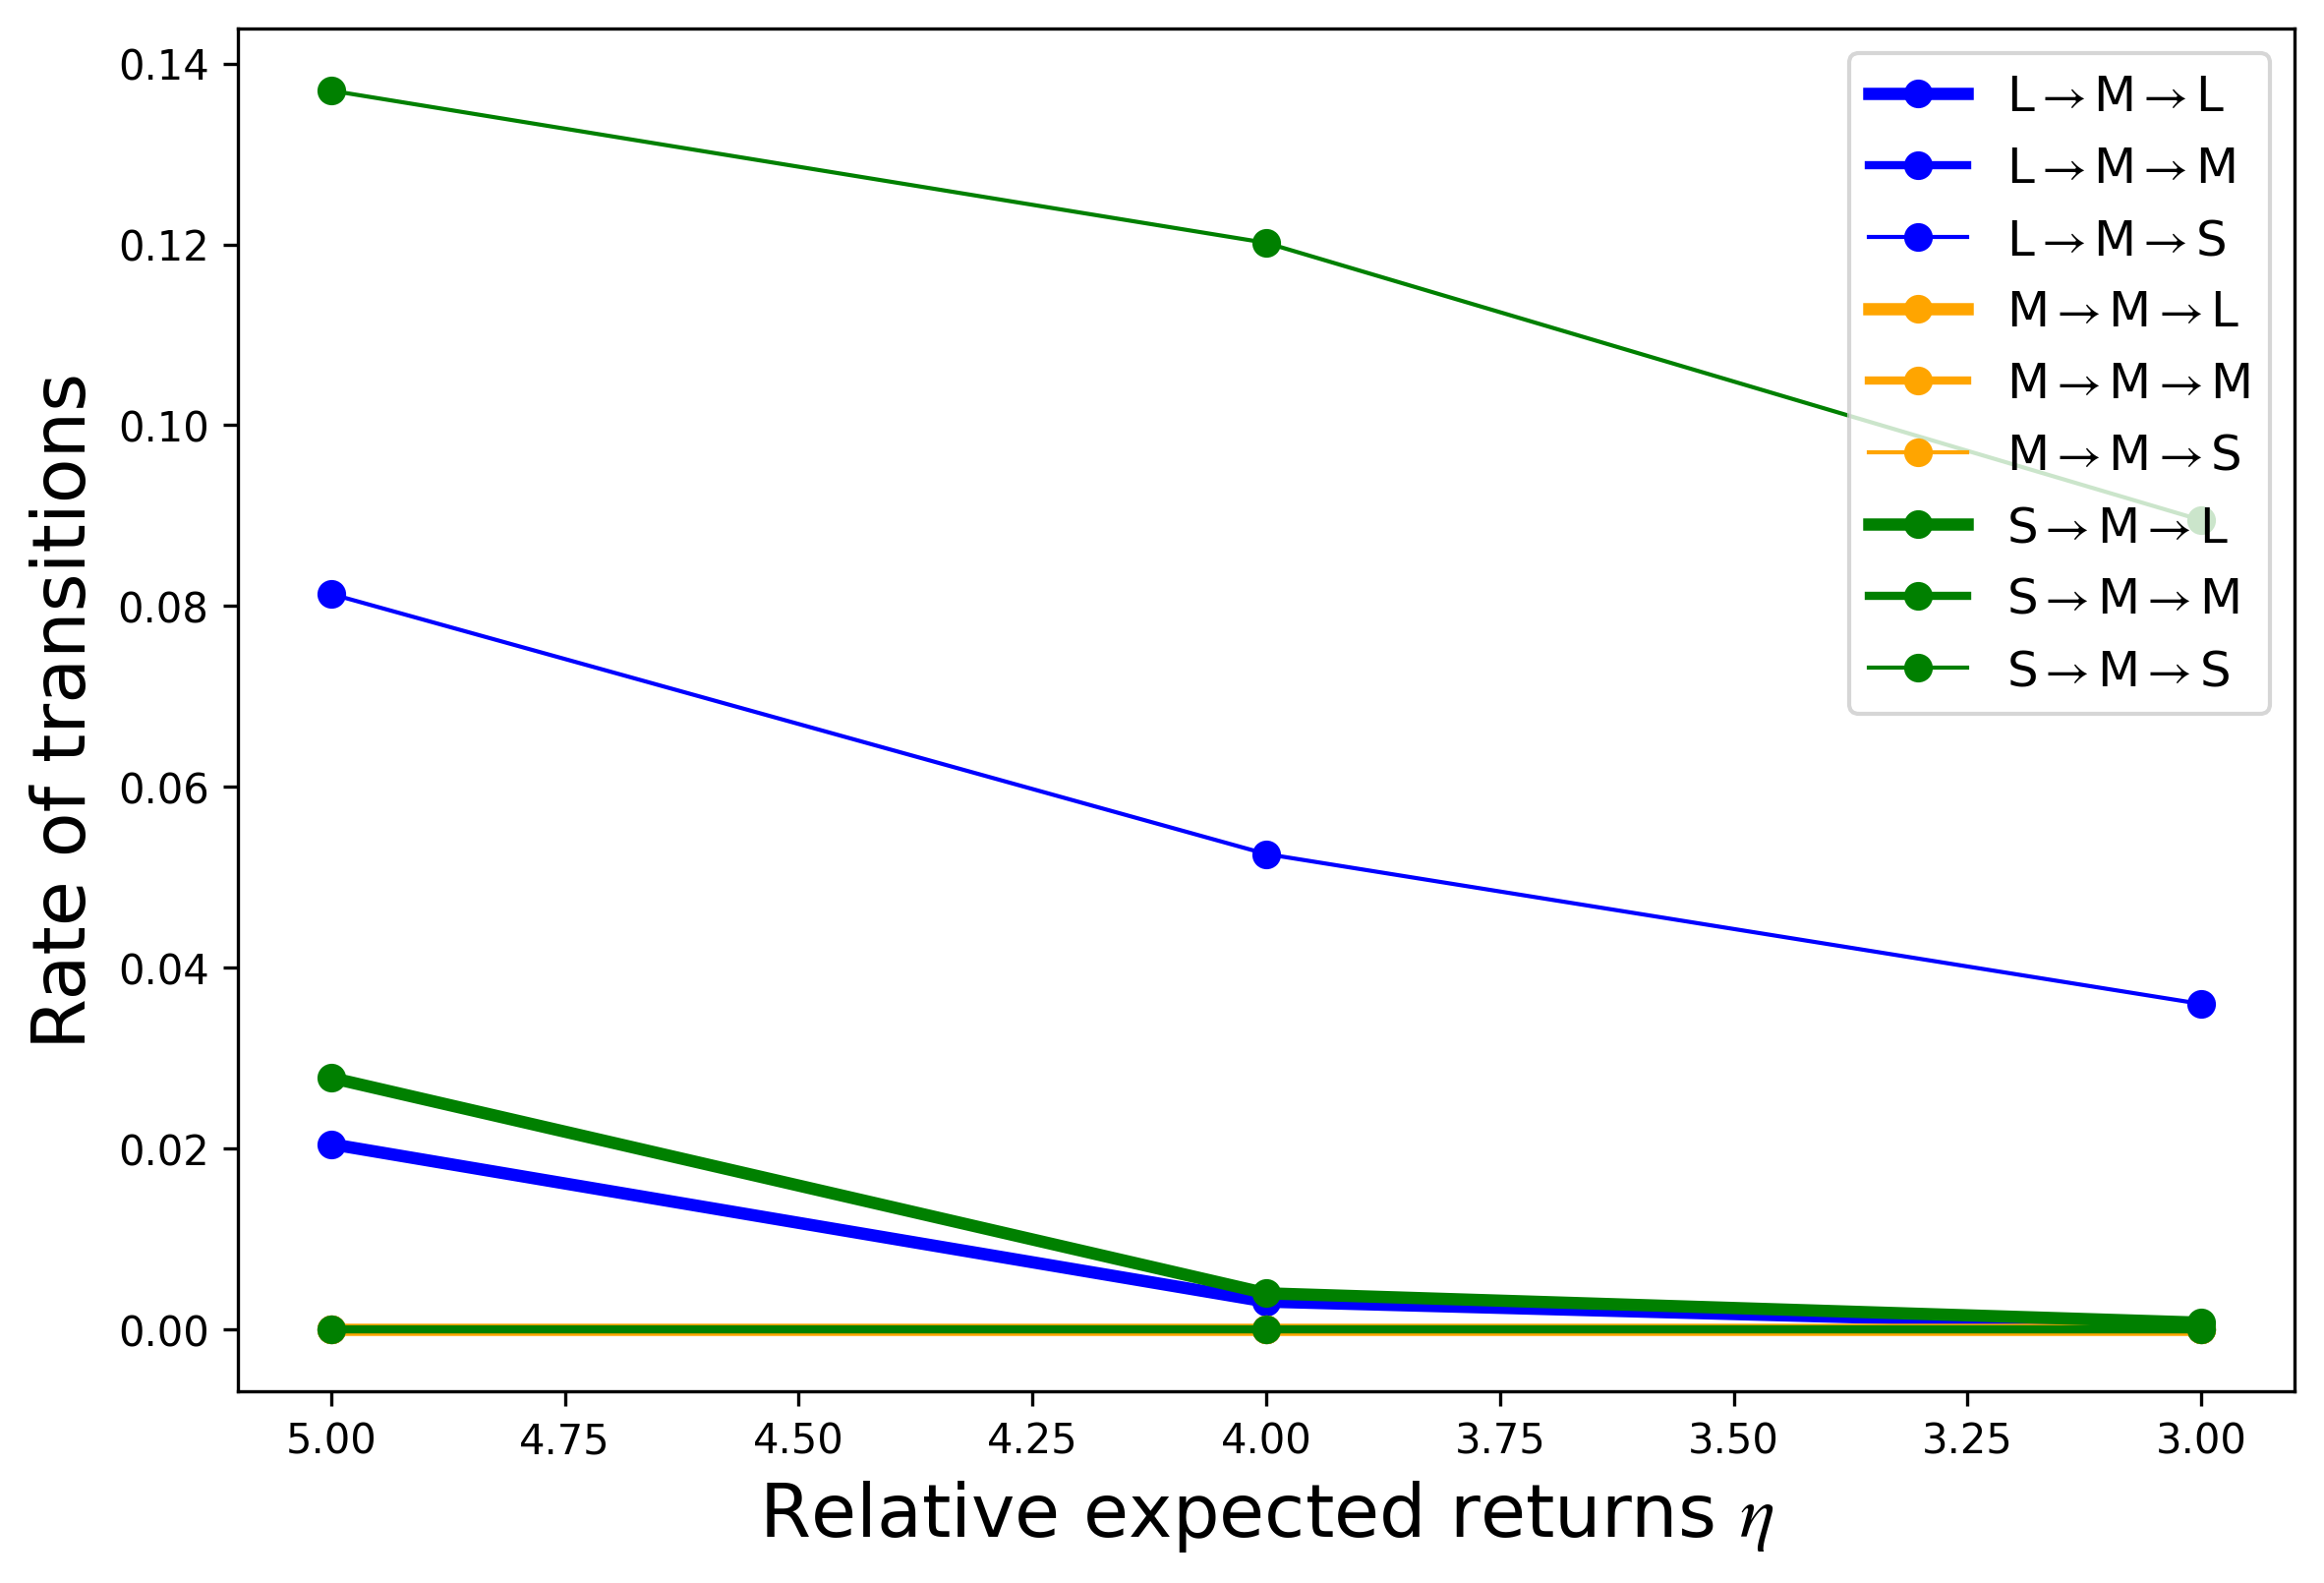 0.14
0.12
0.10
0.08
0.06
0.04
0.02
0.00
Rate of transitions
L→M→L
L→M→M
L→M→S
M→M→L
M→M→M
M→M→S
S→M→L
S→M→M
S→M→S
5.00 4.75 4.50 4.25 4.00 3.75 3.50 3.25 3.00
Relative expected returns η